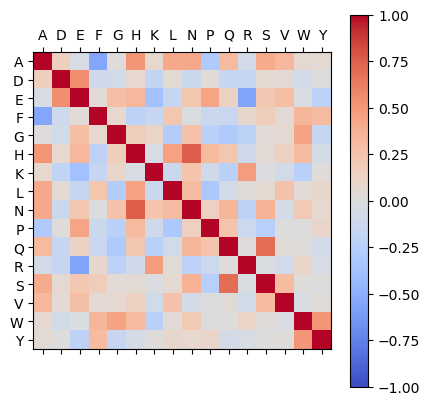 A D E F G H K L N P Q R S V W Y
A
D
E
F
G
H
K
L
N
P
Q
R
S
V
W
Y
1.00
0.75
0.50
0.25
0.00
−0.25
−0.50
−0.75
−1.00